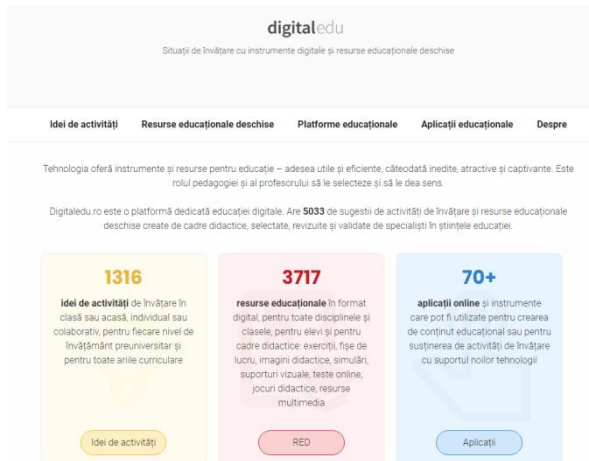 digitaledu
Situații de învățare cu instrumente digitale și resurse educaționale deschise
Idei de activități Resurse educaționale deschise Platforme educaționale Aplicații educaționale Despre
Tehnologia oferă instrumente și resurse pentru educație – adesea utile și eficiente, câteodată inedite, atractive și captivante. Este
rolul pedagogiei și al profesorului să le selecteze și să le dea sens.
Digitaledu.ro este o platformă dedicată educației digitale. Are 5033 de sugestii de activități de învățare și resurse educaționale
deschise create de cadre didactice, selectate, revizuite și validate de specialiști în științele educației.
1316
idei de activități de învățare în
clasă sau acasă, individual sau
colaborativ, pentru fiecare nivel de
învățământ preuniversitar și
pentru toate ariile curriculare
Idei de activități
3717
resurse educaționale în format
digital, pentru toate disciplinele și
clasele, pentru elevi și pentru
cadre didactice: exerciții, fișe de
lucru, imagini didactice, simulări,
suporturi vizuale, teste online,
jocuri didactice, resurse
multimedia
RED
70+
aplicații online și instrumente
care pot fi utilizate pentru crearea
de conținut educațional sau pentru
susținerea de activități de învățare
cu suportul noilor tehnologii
Aplicații